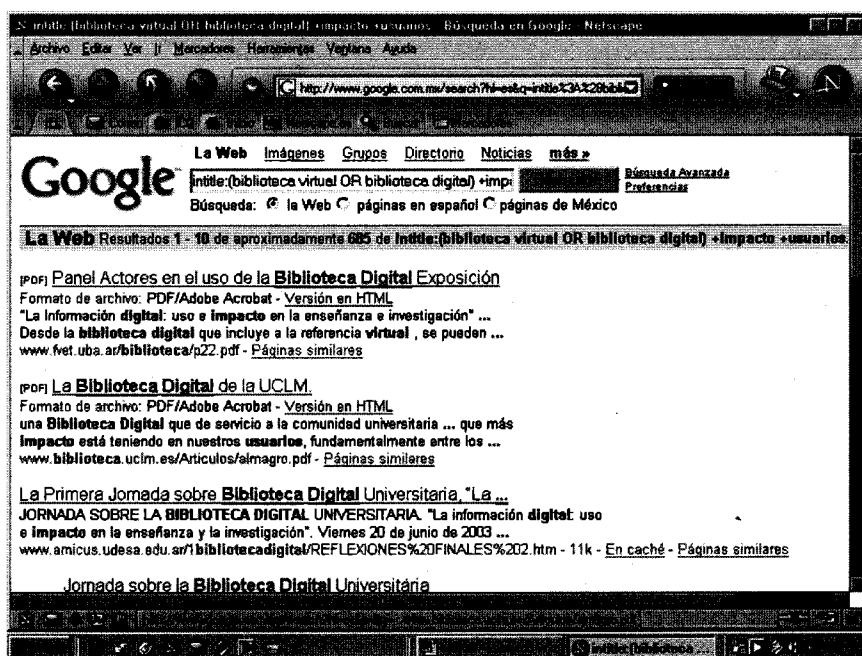 intitle:(biblioteca virtual OR biblioteca digital) +impacto +usuarios - Búsqueda en Google - Netscape
Archivo Editar Ver Ir Marcadores Herramientas Ventana Ayuda
http://www.google.com.mx/search?hl=es&q=intitle%3A%28bibli
La Web Imágenes Grupos Directorio Noticias más »
Google
intitle:(biblioteca virtual OR biblioteca digital) +imp
Búsqueda Avanzada
Preferencias
Búsqueda: la Web páginas en español páginas de México
La Web Resultados 1 - 10 de aproximadamente 685 de intitle:(biblioteca virtual OR biblioteca digital) +impacto +usuarios.
[PDF] Panel Actores en el uso de la Biblioteca Digital Exposición
Formato de archivo: PDF/Adobe Acrobat - Versión en HTML
"La Información digital: uso e impacto en la enseñanza e investigación" ...
Desde la biblioteca digital que incluye a la referencia virtual , se pueden ...
www.fvet.uba.ar/biblioteca/p22.pdf - Páginas similares
[PDF] La Biblioteca Digital de la UCLM.
Formato de archivo: PDF/Adobe Acrobat - Versión en HTML
una Biblioteca Digital que de servicio a la comunidad universitaria ... que más
impacto está teniendo en nuestros usuarios, fundamentalmente entre los ...
www.biblioteca.uclm.es/Articulos/almagro.pdf - Páginas similares
La Primera Jornada sobre Biblioteca Digital Universitaria, "La ...
JORNADA SOBRE LA BIBLIOTECA DIGITAL UNIVERSITARIA. "La información digital: uso
e impacto en la enseñanza y la investigación". Viernes 20 de junio de 2003 ...
www.amicus.udesa.edu.ar/1bibliotecadigital/REFLEXIONES%20FINALES%202.htm - 11k - En caché - Páginas similares
Jornada sobre la Biblioteca Digital Universitária
intitle:(biblioteca